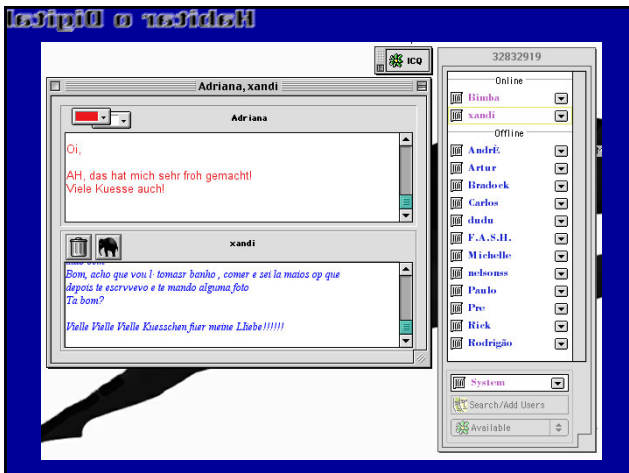 Habitar o Digital
ICQ
32832919
Adriana, xandi
Adriana
Oi,
AH, das hat mich sehr froh gemacht!
Viele Kuesse auch!
xandi
Bom, acho que vou l· tomasr banho , comer e sei la maios op que
depois te escrvvevo e te mando alguma foto
Ta bom?
Vielle Vielle Vielle Kuesschen fuer meine Lliebe!!!!!!
Online
Bimba
xandi
Offline
AndrÈ
Artur
Bradock
Carlos
dudu
F.A.S.H.
Michelle
nelsonss
Paulo
Pre
Rick
Rodrigão
System
Search/Add Users
Available